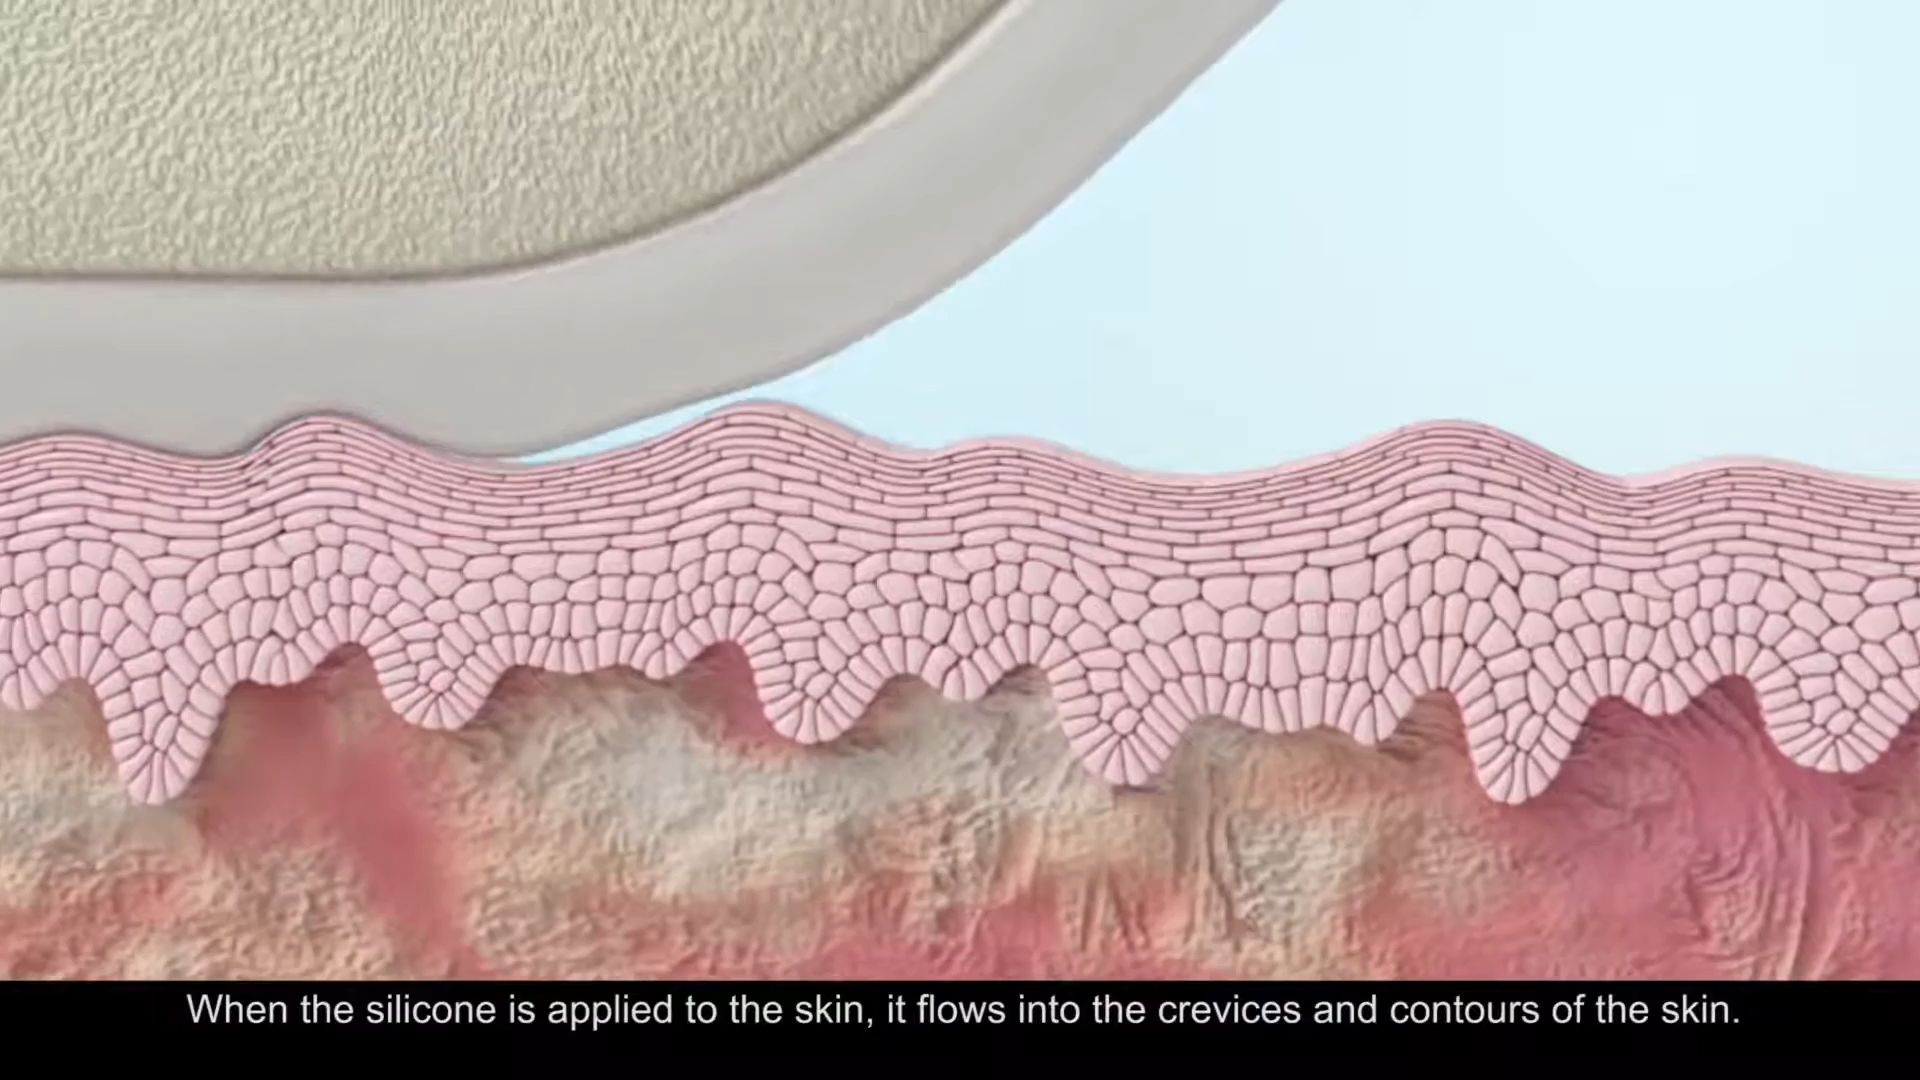 When the silicone is applied to the skin, it flows into the crevices and contours of the skin.